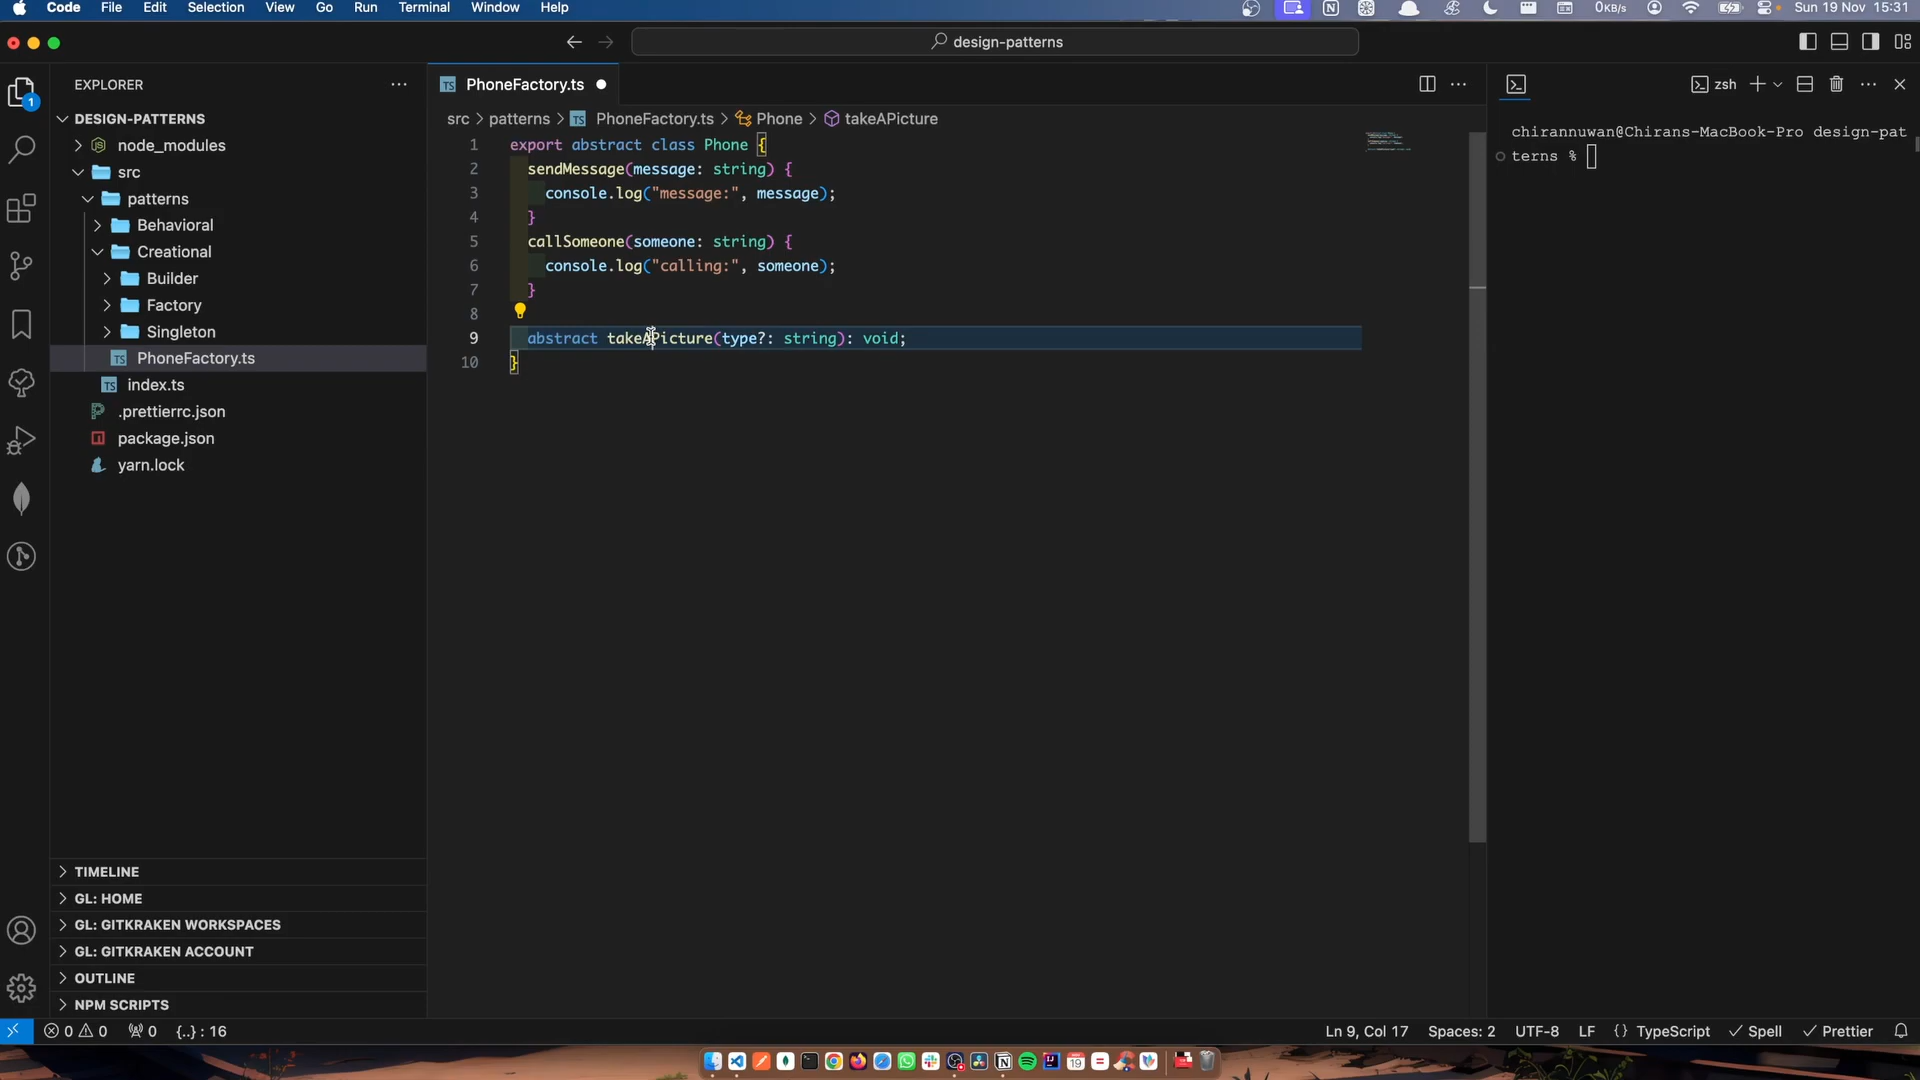 Code File Edit Selection View Go Run Terminal Window Help
0KB/s Sun 19 Nov 15:31
design-patterns
EXPLORER
PhoneFactory.ts
zsh
DESIGN-PATTERNS
src > patterns > PhoneFactory.ts > Phone > takeAPicture
node_modules
src
patterns
Behavioral
Creational
Builder
Factory
Singleton
PhoneFactory.ts
index.ts
.prettierrc.json
package.json
yarn.lock
1 export abstract class Phone {
2 sendMessage(message: string) {
3 console.log("message:", message);
4 }
5 callSomeone(someone: string) {
6 console.log("calling:", someone);
7 }
8
9 abstract takeAPicture(type?: string): void;
10 }
chirannuwan@Chirans-MacBook-Pro design-pat
terns %
TIMELINE
GL: HOME
GL: GITKRAKEN WORKSPACES
GL: GITKRAKEN ACCOUNT
OUTLINE
NPM SCRIPTS
0 0 0 {..} : 16
Ln 9, Col 17 Spaces: 2 UTF-8 LF {} TypeScript Spell Prettier